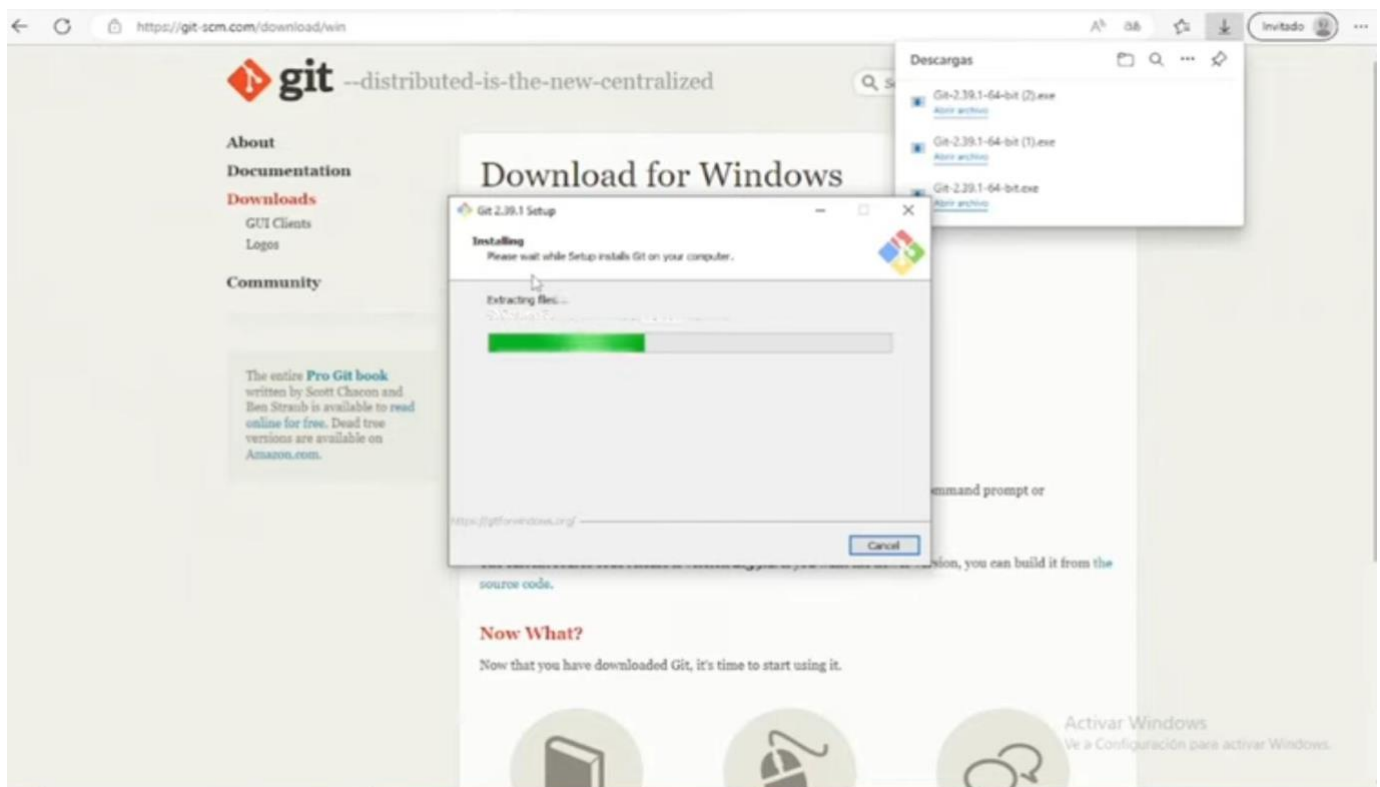 https://git-scm.com/download/win
Invitado
git --distributed-is-the-new-centralized
Descargas
Git-2.39.1-64-bit (2).exe
Abrir archivo
Git-2.39.1-64-bit (1).exe
Abrir archivo
Git-2.39.1-64-bit.exe
Abrir archivo
About
Documentation
Downloads
GUI Clients
Logos
Community
The entire Pro Git book
written by Scott Chacon and
Ben Straub is available to read
online for free. Dead tree
versions are available on
Amazon.com.
Download for Windows
Git 2.39.1 Setup
Installing
Please wait while Setup installs Git on your computer.
Extracting files...
https://gitforwindows.org/
Cancel
command prompt or
version, you can build it from the
source code.
Now What?
Now that you have downloaded Git, it's time to start using it.
Activar Windows
Ve a Configuración para activar Windows.